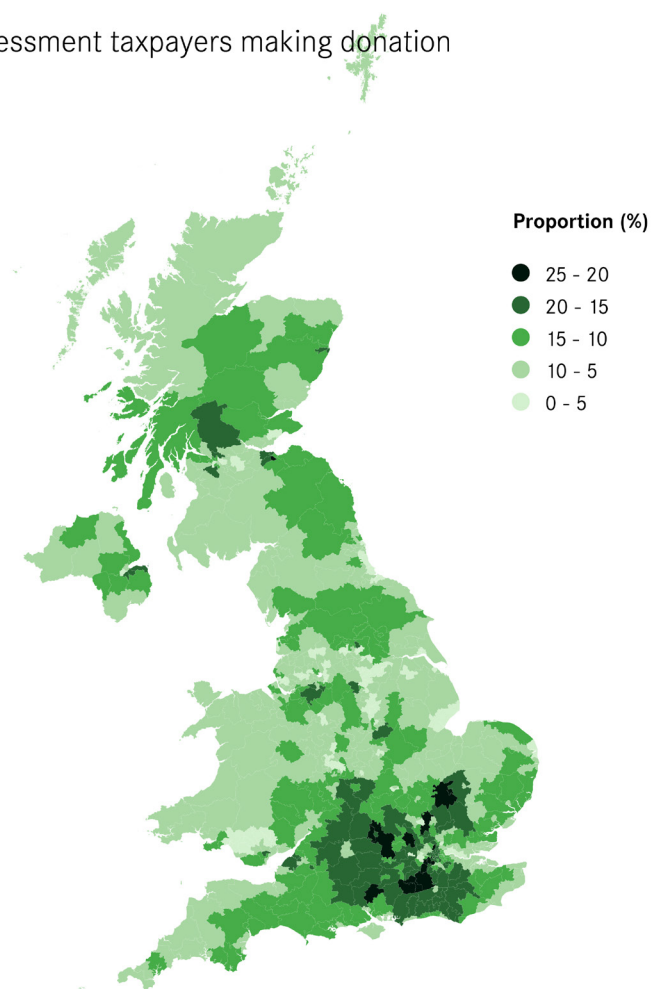 essment taxpayers making donation
Proportion (%)
25 - 20
20 - 15
15 - 10
10 - 5
0 - 5